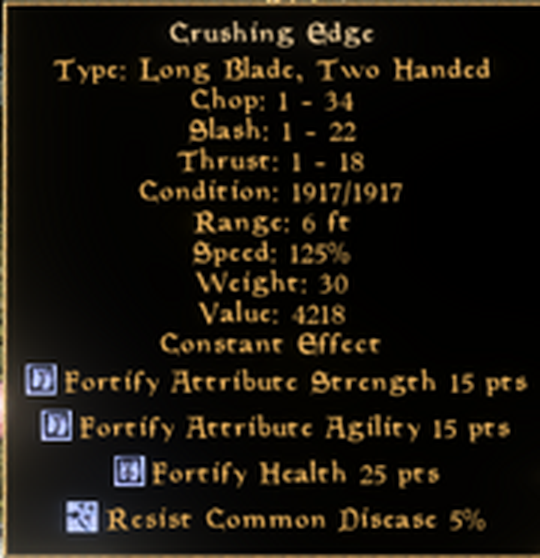 Crushing Edge
Type: Long Blade, Two Handed
Chop: 1 - 34
Slash: 1 - 22
Thrust: 1 - 18
Condition: 1917/1917
Range: 6 ft
Speed: 125%
Weight: 30
Value: 4218
Constant Effect
Fortify Attribute Strength 15 pts
Fortify Attribute Agility 15 pts
Fortify Health 25 pts
Resist Common Disease 5%